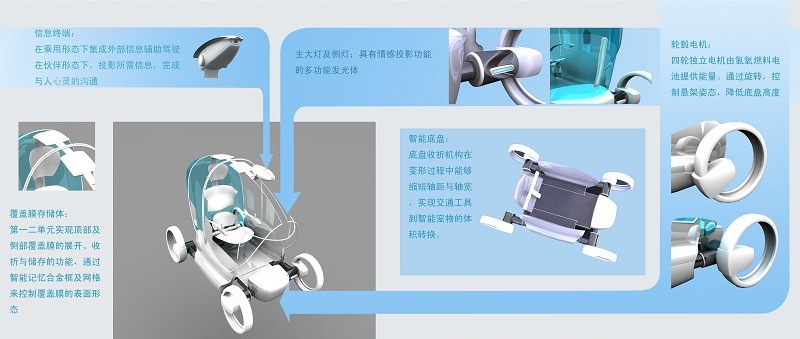 信息终端：
在乘用形态下集成外部信息辅助驾驶
在伙伴形态下，投影所需信息，完成
与人心灵的沟通
主大灯及侧灯：具有情感投影功能
的多功能发光体
轮毂电机：
四轮独立电机由氢氧燃料电
池提供能量。通过旋转，控
制悬架姿态，降低底盘高度
智能底盘：
底盘收折机构在
变形过程中能够
缩短轴距与轴宽
，实现交通工具
到智能宠物的体
积转换。
覆盖膜存储体：
第一二单元实现顶部及
侧部覆盖膜的展开、收
折与储存的功能，通过
智能记忆合金框及网格
来控制覆盖膜的表面形
态